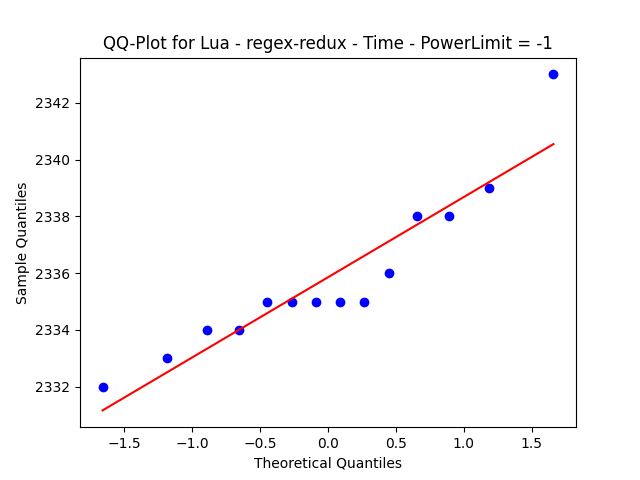 QQ-Plot for Lua - regex-redux - Time - PowerLimit = -1
Sample Quantiles
2342
2340
2338
2336
2334
2332
−1.5 −1.0 −0.5 0.0 0.5 1.0 1.5
Theoretical Quantiles